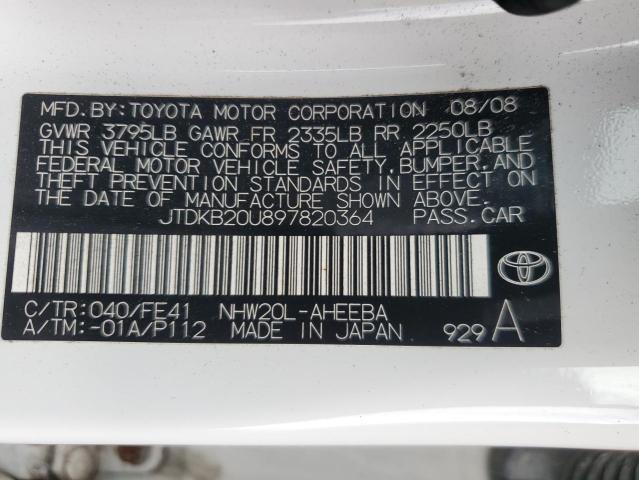 MFD.BY:TOYOTA MOTOR CORPORATION 08/08
GVWR 3795LB GAWR FR 2335LB RR 2250LB
THIS VEHICLE CONFORMS TO ALL APPLICABLE
FEDERAL MOTOR VEHICLE SAFETY,BUMPER,AND
THEFT PREVENTION STANDARDS IN EFFECT ON
THE DATE OF MANUFACTURE SHOWN ABOVE.
JTDKB20U897820364 PASS.CAR
C/TR:040/FE41 NHW20L-AHEEBA
A/TM:-01A/P112 MADE IN JAPAN 929 A